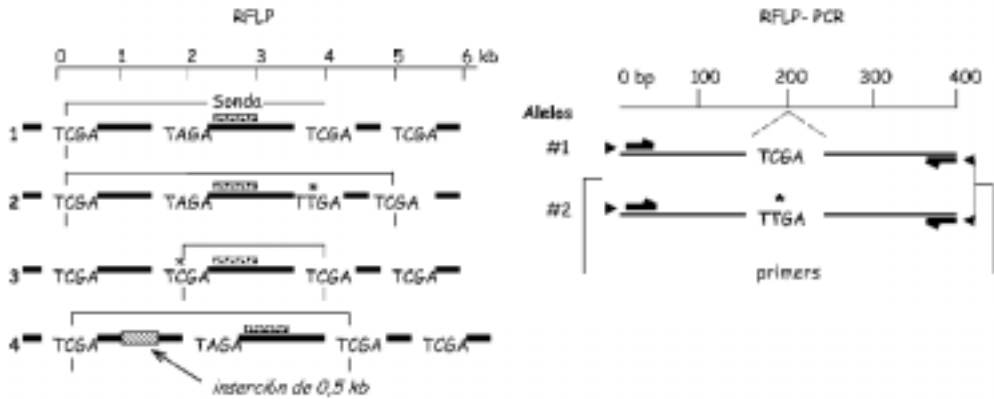 RFLP
0 1 2 3 4 5 6 kb
Sonda
1 TCGA TAGA TCGA TCGA
*
2 TCGA TAGA TTGA TCGA
*
3 TCGA TCGA TCGA TCGA
4 TCGA TAGA TCGA TCGA
inserción de 0,5 kb
RFLP-PCR
0 bp 100 200 300 400
Alelos
#1 TCGA
*
#2 TTGA
primers